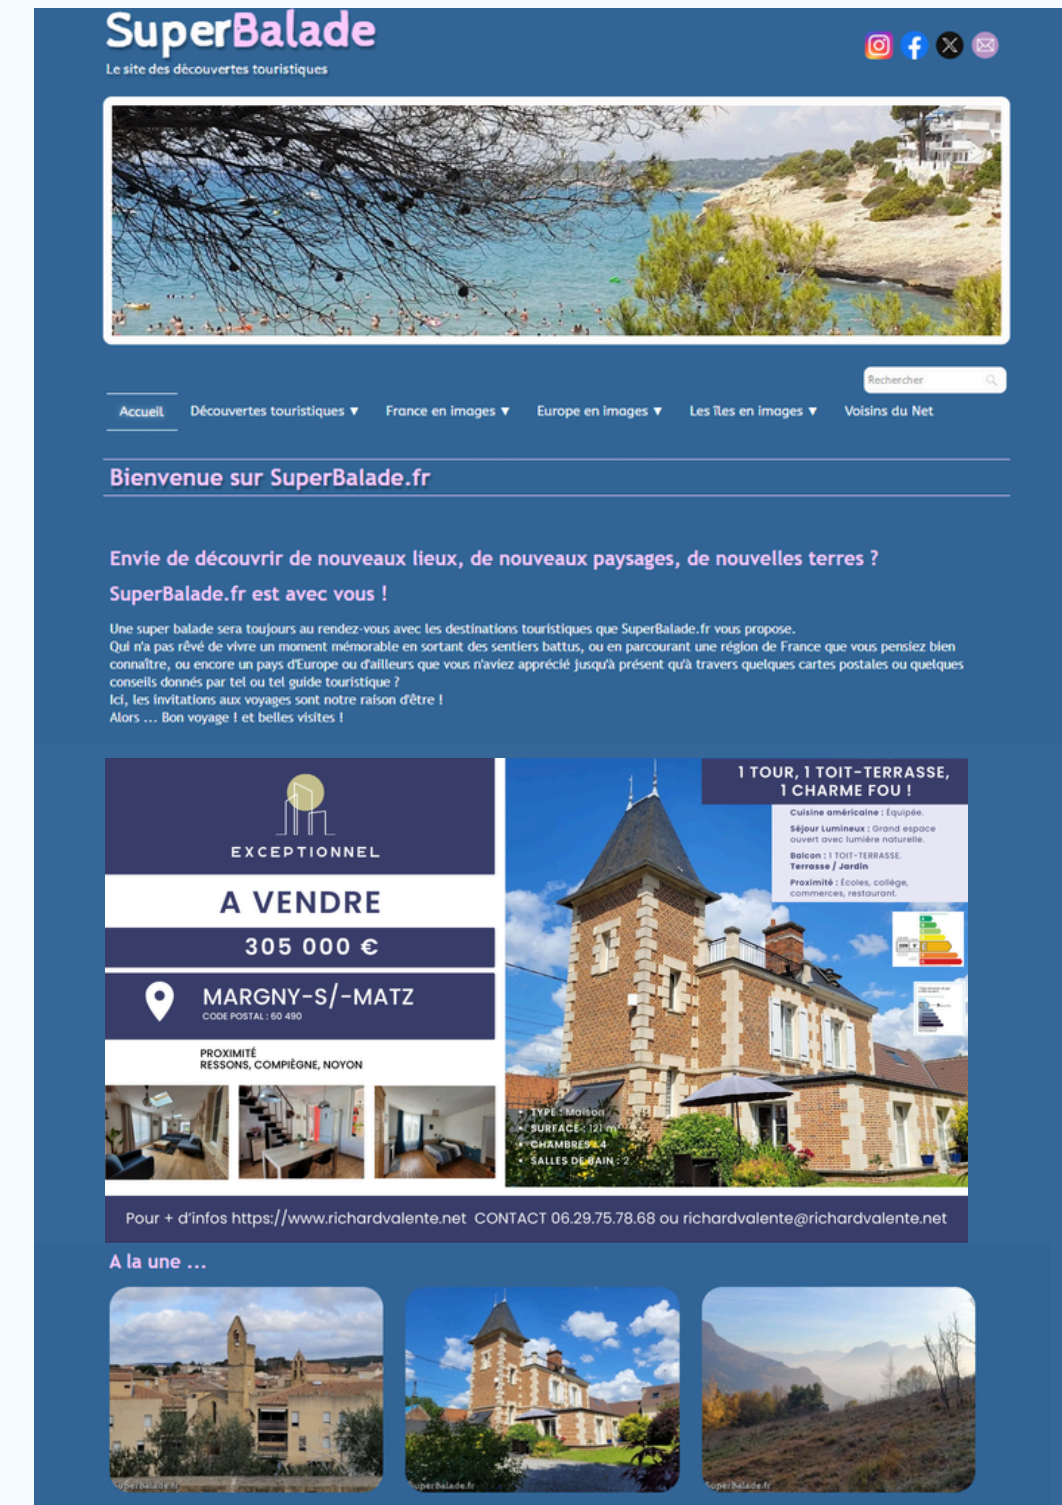 SuperBalade
Le site des découvertes touristiques
Rechercher
Accueil Découvertes touristiques ▼ France en images ▼ Europe en images ▼ Les îles en images ▼ Voisins du Net
Bienvenue sur SuperBalade.fr
Envie de découvrir de nouveaux lieux, de nouveaux paysages, de nouvelles terres ?
SuperBalade.fr est avec vous !
Une super balade sera toujours au rendez-vous avec les destinations touristiques que SuperBalade.fr vous propose.
Qui n'a pas rêvé de vivre un moment mémorable en sortant des sentiers battus, ou en parcourant une région de France que vous pensiez bien
connaître, ou encore un pays d'Europe ou d'ailleurs que vous n'aviez apprécié jusqu'à présent qu'à travers quelques cartes postales ou quelques
conseils donnés par tel ou tel guide touristique ?
Ici, les invitations aux voyages sont notre raison d'être !
Alors ... Bon voyage ! et belles visites !
EXCEPTIONNEL
A VENDRE
305 000 €
MARGNY-S/-MATZ
CODE POSTAL : 60 490
PROXIMITÉ
RESSONS, COMPIÈGNE, NOYON
1 TOUR, 1 TOIT-TERRASSE,
1 CHARME FOU !
Cuisine américaine : Équipée.
Séjour Lumineux : Grand espace
ouvert avec lumière naturelle.
Balcon : 1 TOIT-TERRASSE.
Terrasse / Jardin
Proximité : Écoles, collège,
commerces, restaurant.
• TYPE : Maison
• SURFACE : 121 m²
• CHAMBRES : 4
• SALLES DE BAIN : 2
Pour + d'infos https://www.richardvalente.net CONTACT 06.29.75.78.68 ou richardvalente@richardvalente.net
A la une ...
SuperBalade.fr
SuperBalade.fr
SuperBalade.fr